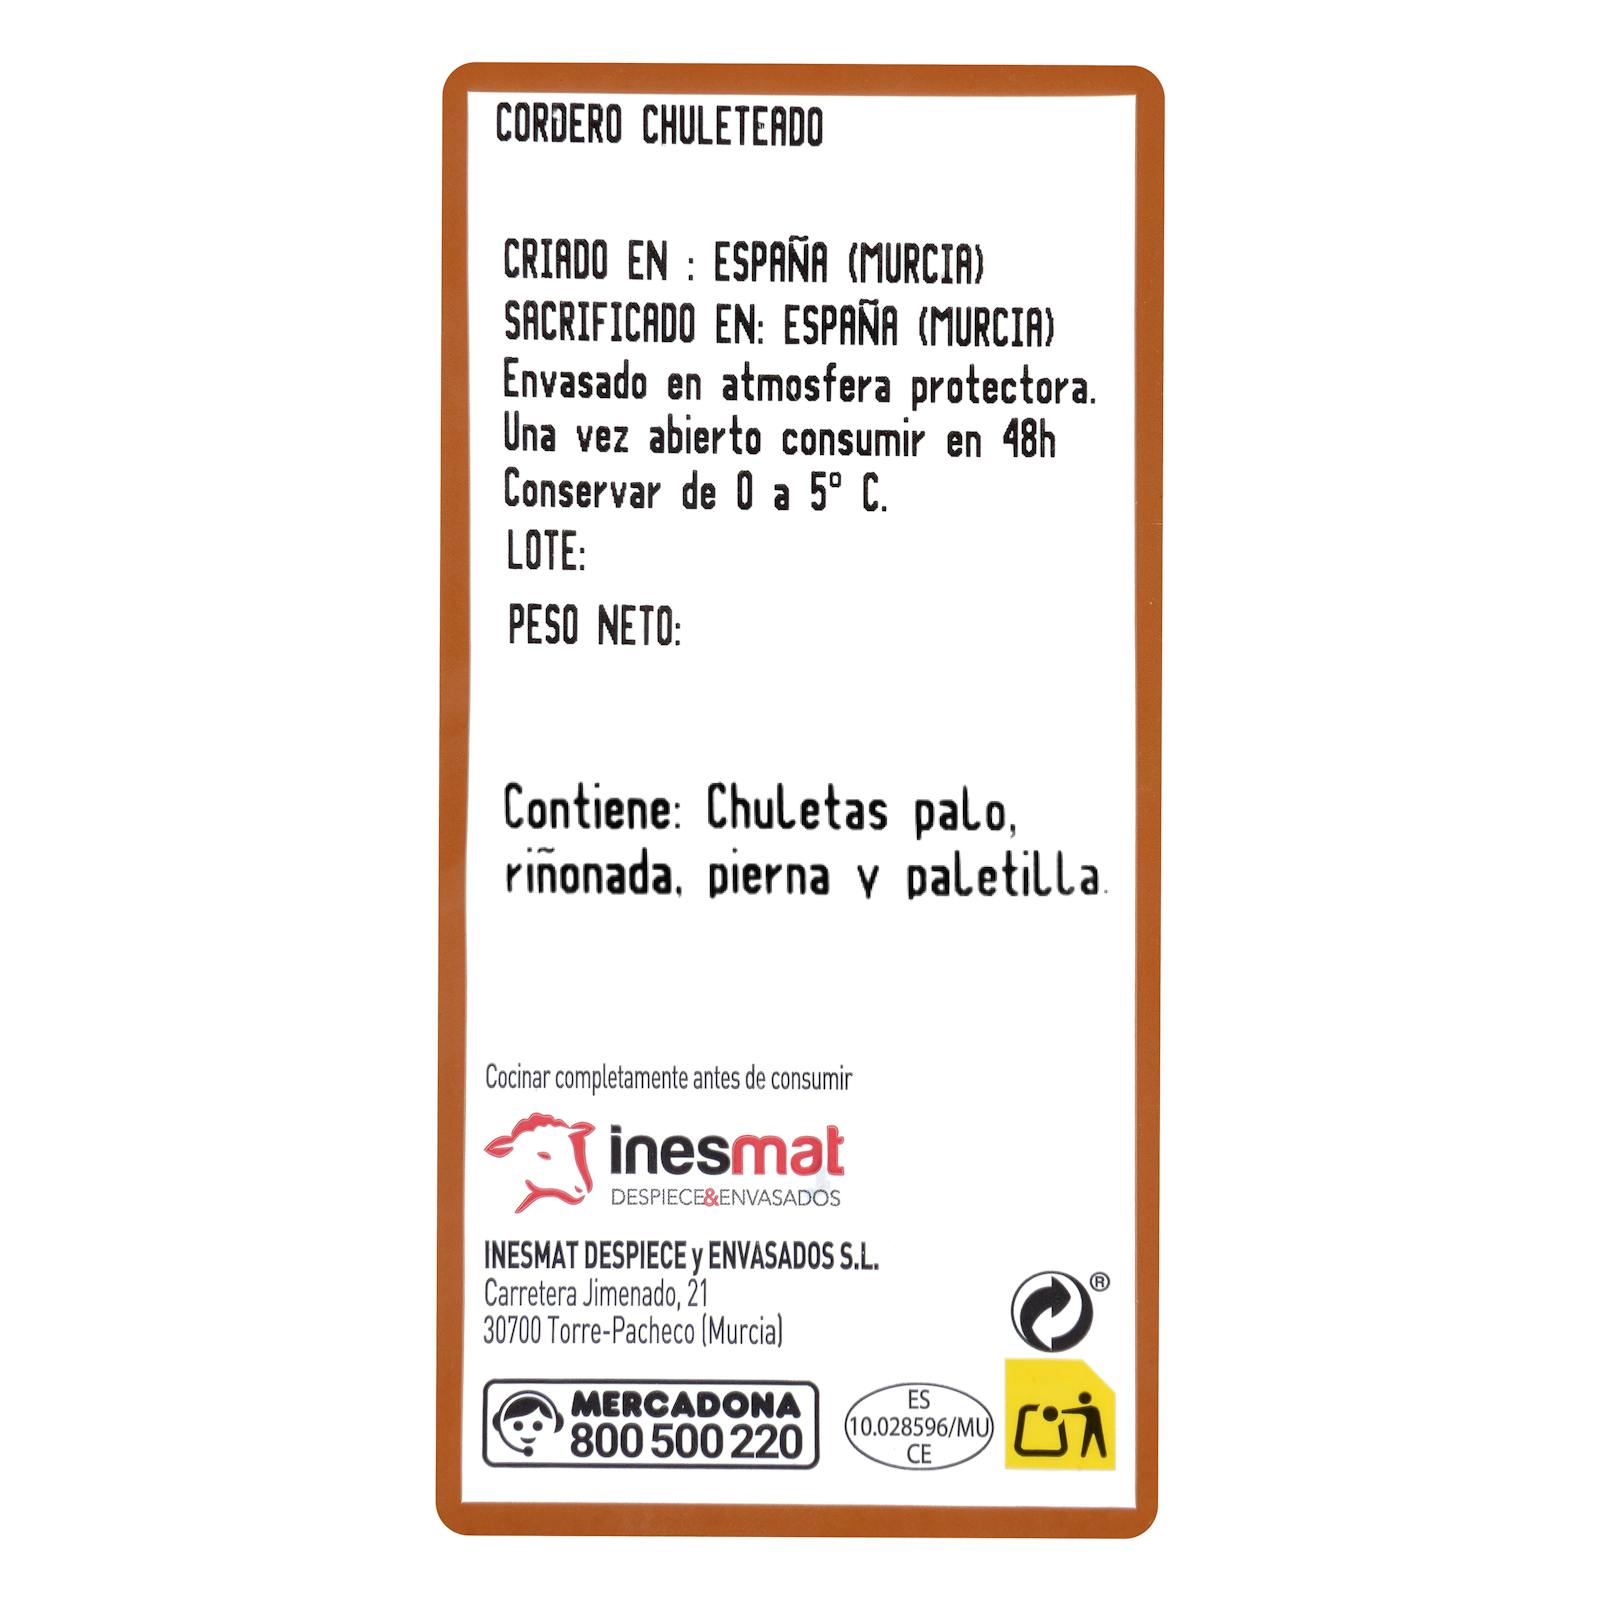 CORDERO CHULETEADO
CRIADO EN : ESPAÑA (MURCIA)
SACRIFICADO EN: ESPAÑA (MURCIA)
Envasado en atmosfera protectora.
Una vez abierto consumir en 48h
Conservar de 0 a 5º C.
LOTE:
PESO NETO:
Contiene: Chuletas palo,
riñonada, pierna y paletilla.
Cocinar completamente antes de consumir
inesmat
DESPIECE&ENVASADOS
INESMAT DESPIECE y ENVASADOS S.L.
Carretera Jimenado, 21
30700 Torre-Pacheco (Murcia)
®
MERCADONA
800 500 220
ES
10.028596/MU
CE